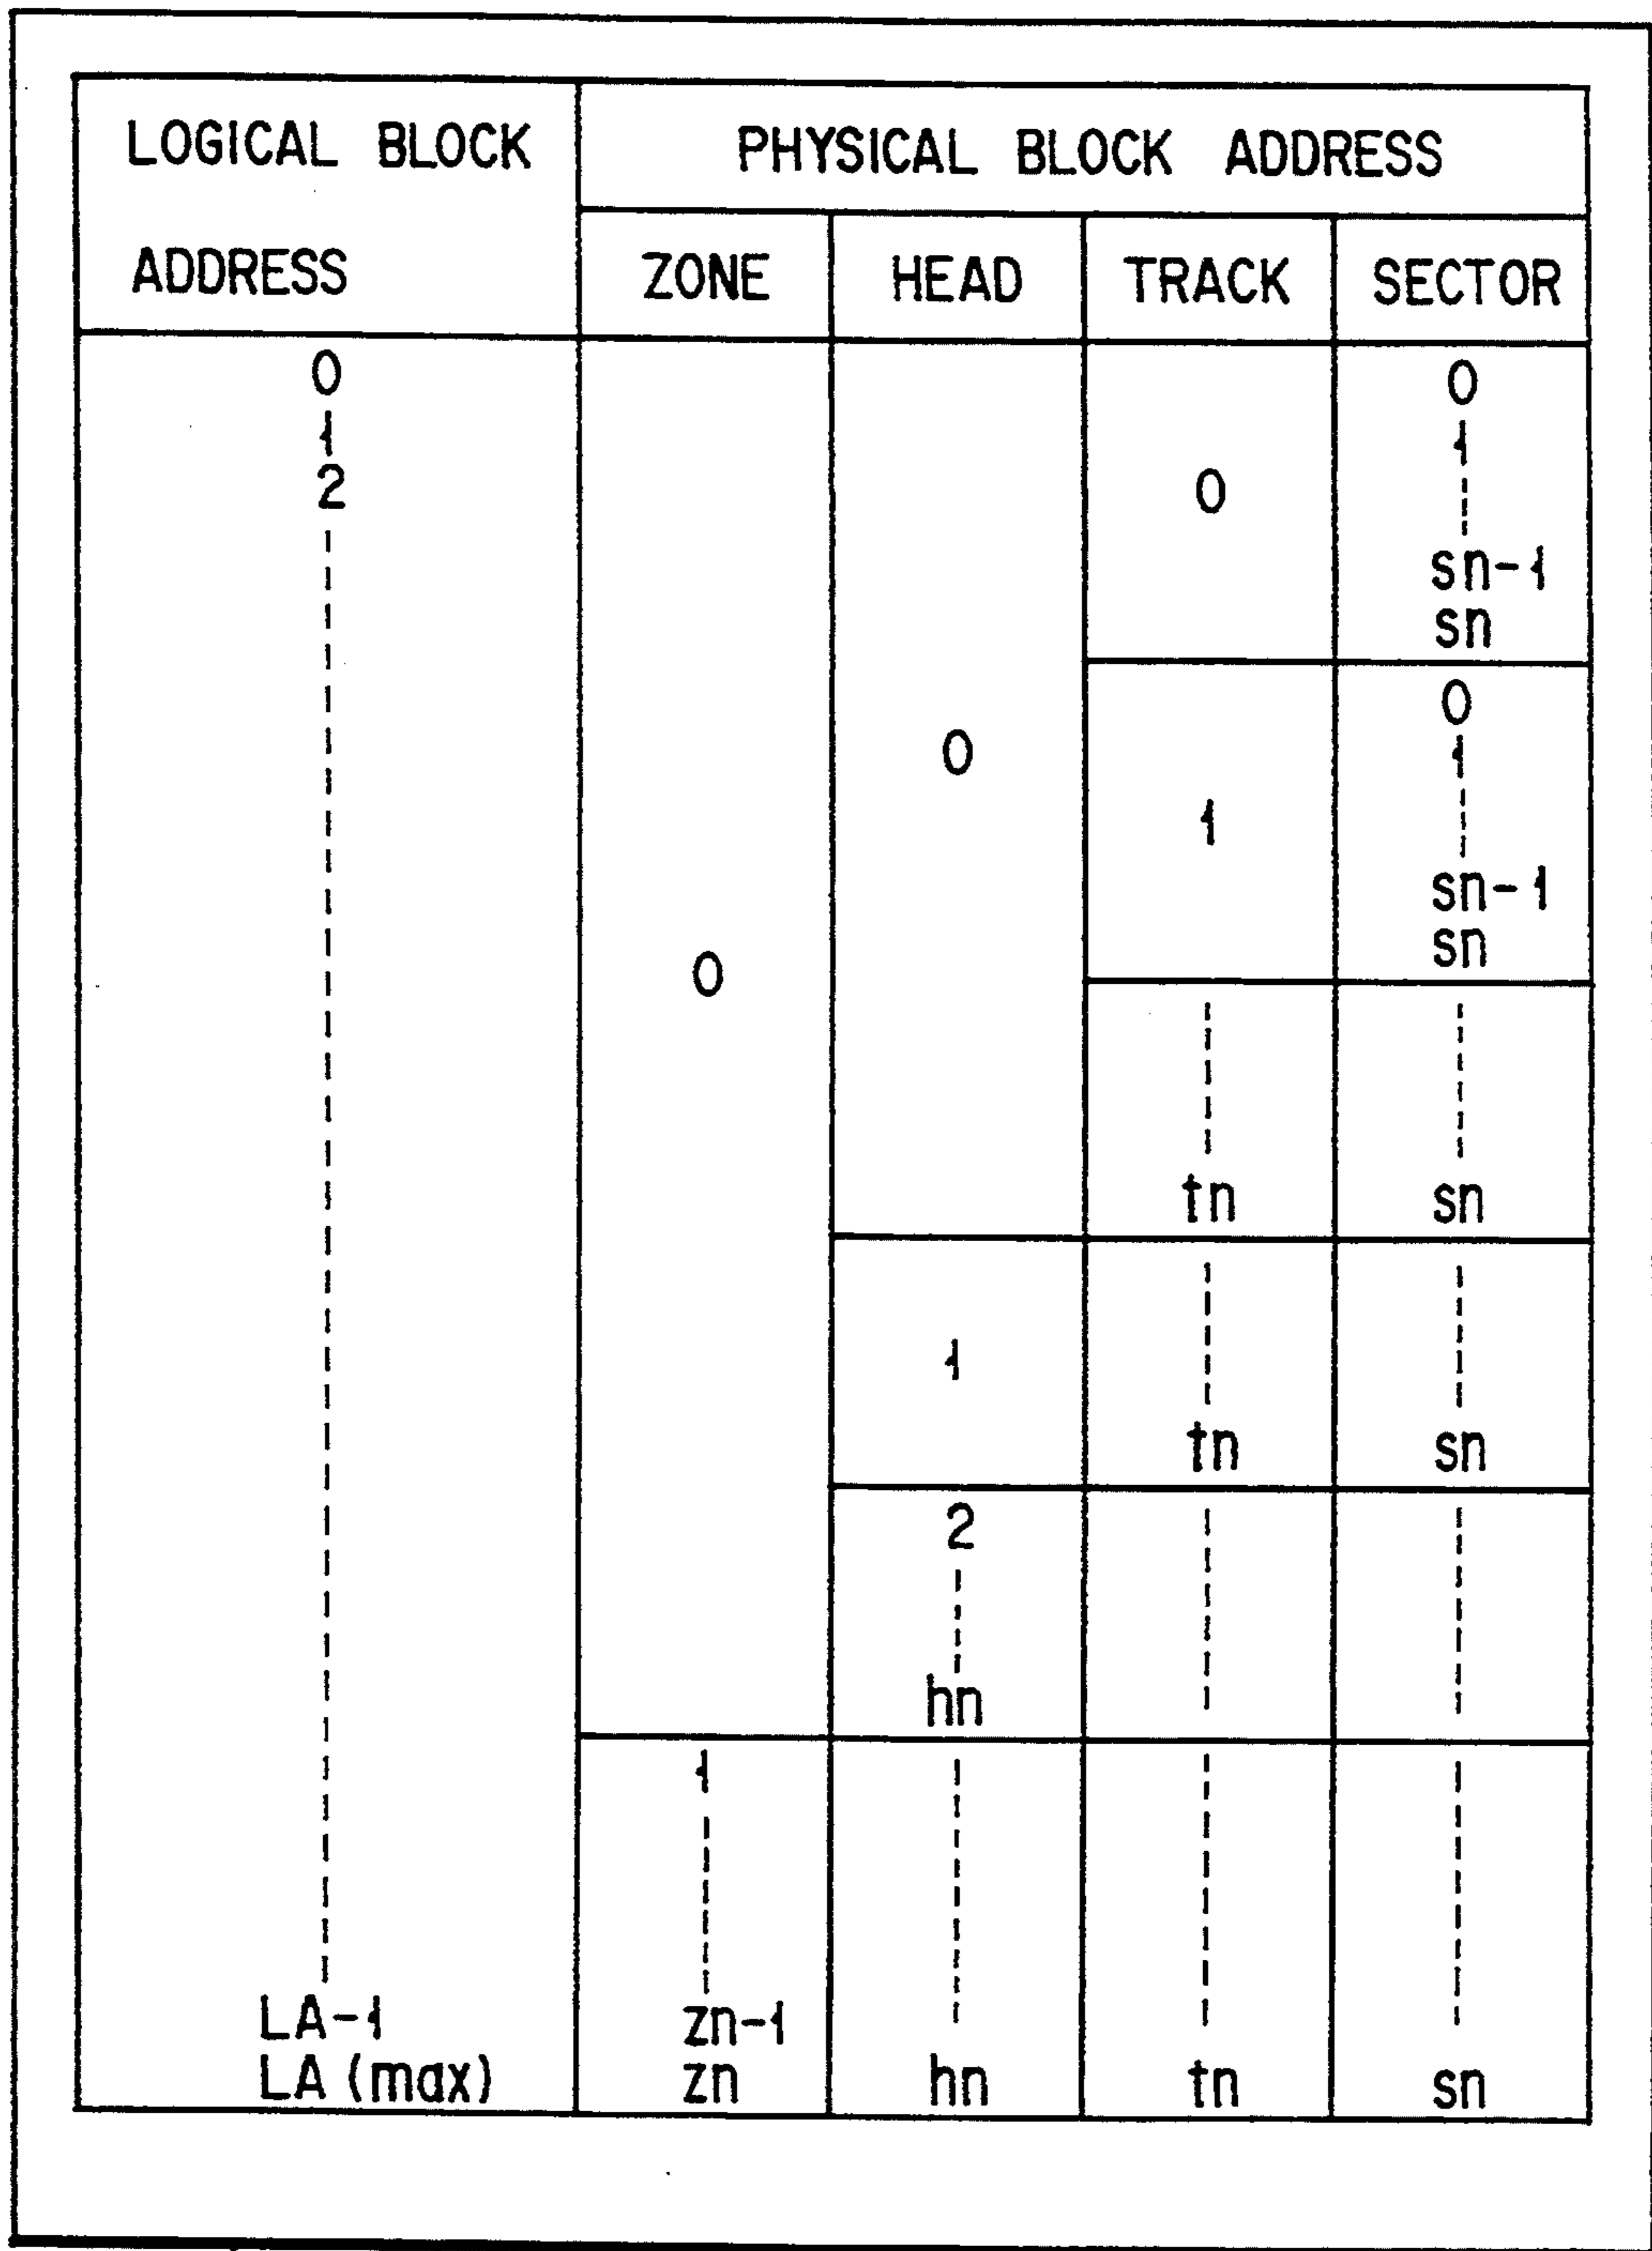 LOGICAL BLOCK ADDRESS
PHYSICAL BLOCK ADDRESS
ZONE HEAD TRACK SECTOR
0 0
1 1
2 0
sn-1
sn
0
0 1
1
sn-1
sn
0
tn sn
1
tn sn
2
hn
1
LA-1 zn-1
LA (max) zn hn tn sn